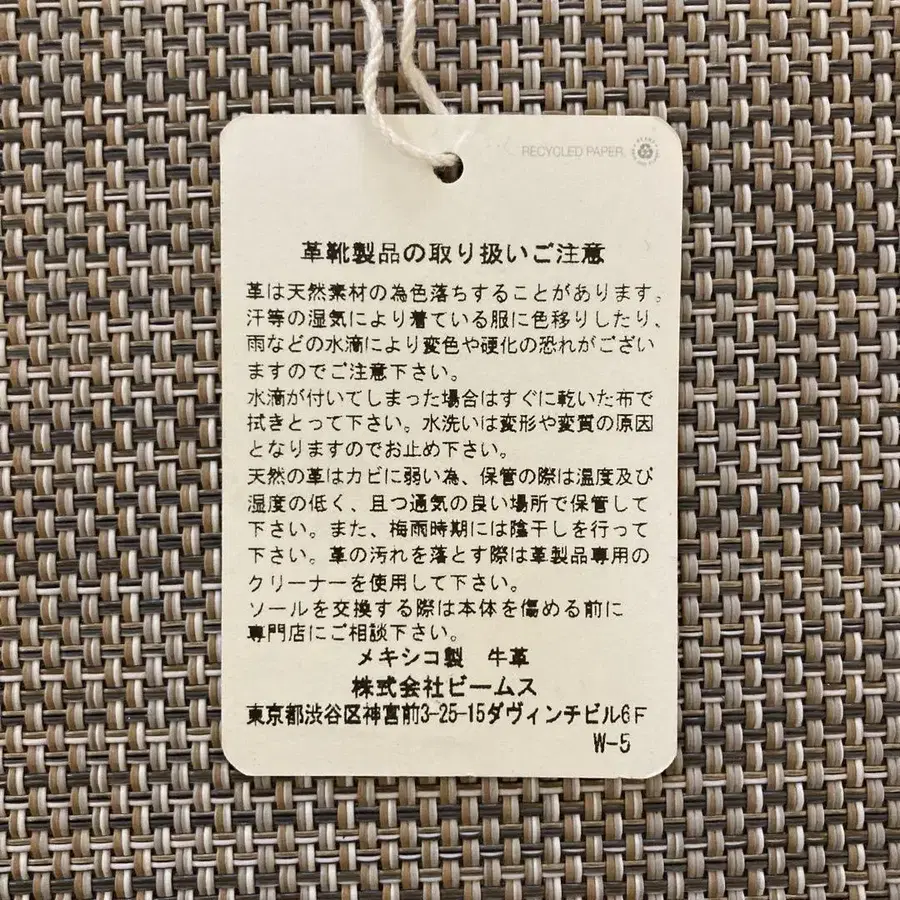 RECYCLED PAPER
革靴製品の取り扱いご注意
革は天然素材の為色落ちすることがあります。
汗等の湿気により着ている服に色移りしたり、
雨などの水滴により変色や硬化の恐れがござい
ますのでご注意下さい。
水滴が付いてしまった場合はすぐに乾いた布で
拭きとって下さい。水洗いは変形や変質の原因
となりますのでお止め下さい。
天然の革はカビに弱い為、保管の際は温度及び
湿度の低く、且つ通気の良い場所で保管して
下さい。また、梅雨時期には陰干しを行って
下さい。革の汚れを落とす際は革製品専用の
クリーナーを使用して下さい。
ソールを交換する際は本体を傷める前に
専門店にご相談下さい。
メキシコ製 牛革
株式会社ビームス
東京都渋谷区神宮前3-25-15ダヴィンチビル6F
W-5